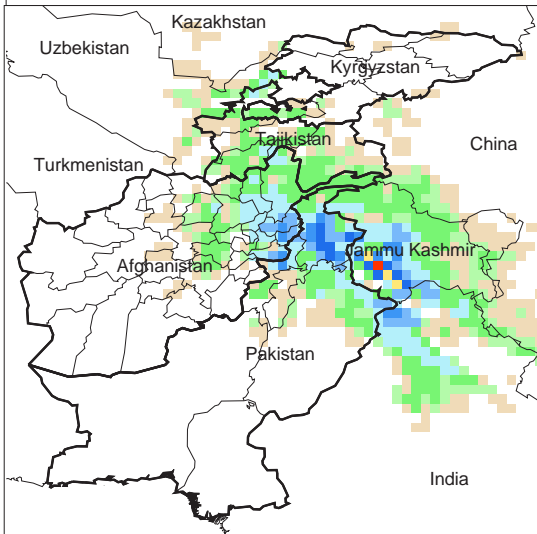 Kazakhstan
Uzbekistan
Kyrgyzstan
Tajikistan
China
Turkmenistan
Jammu Kashmir
Afghanistan
Pakistan
India